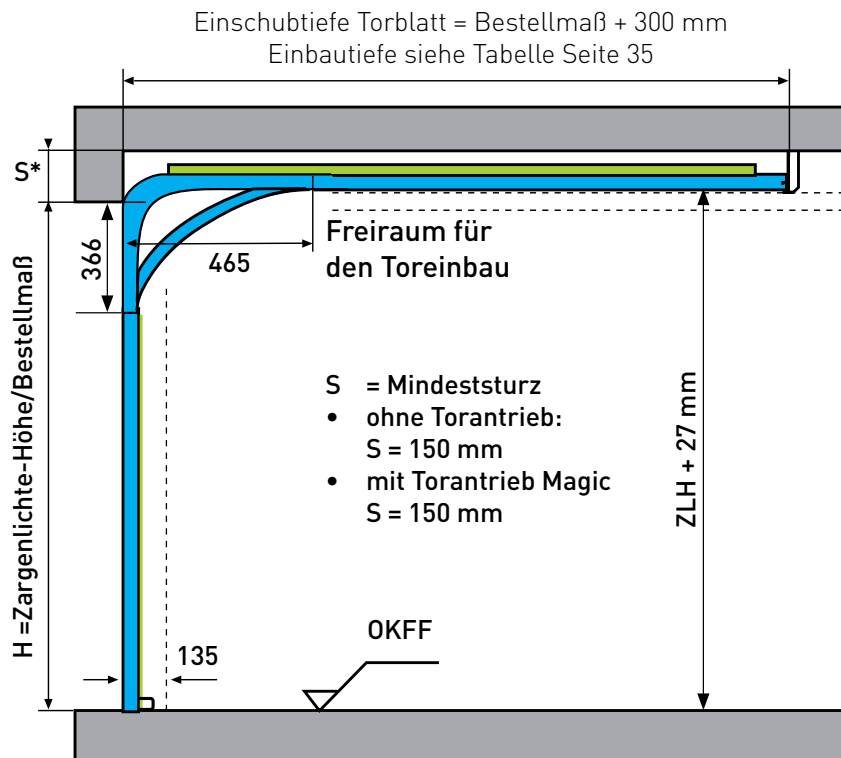 Einschubtiefe Torblatt = Bestellmaß + 300 mm
Einbautiefe siehe Tabelle Seite 35
S*
366
465
Freiraum für
den Toreinbau
H =Zargenlichte-Höhe/Bestellmaß
S = Mindeststurz
• ohne Torantrieb:
S = 150 mm
• mit Torantrieb Magic
S = 150 mm
ZLH + 27 mm
OKFF
135